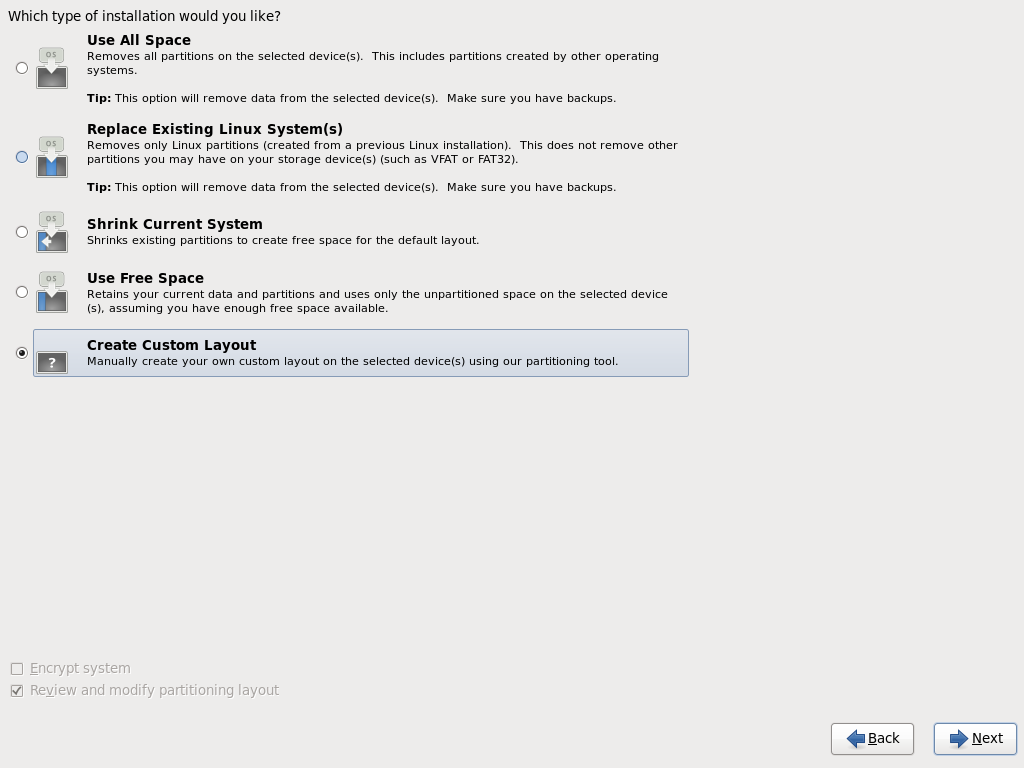 Which type of installation would you like?
Use All Space
Removes all partitions on the selected device(s).  This includes partitions created by other operating
systems.
Tip: This option will remove data from the selected device(s).  Make sure you have backups.
Replace Existing Linux System(s)
Removes only Linux partitions (created from a previous Linux installation).  This does not remove other
partitions you may have on your storage device(s) (such as VFAT or FAT32).
Tip: This option will remove data from the selected device(s).  Make sure you have backups.
Shrink Current System
Shrinks existing partitions to create free space for the default layout.
Use Free Space
Retains your current data and partitions and uses only the unpartitioned space on the selected device
(s), assuming you have enough free space available.
Create Custom Layout
Manually create your own custom layout on the selected device(s) using our partitioning tool.
OS
OS
OS
OS
?
Encrypt system
Review and modify partitioning layout
Back
Next